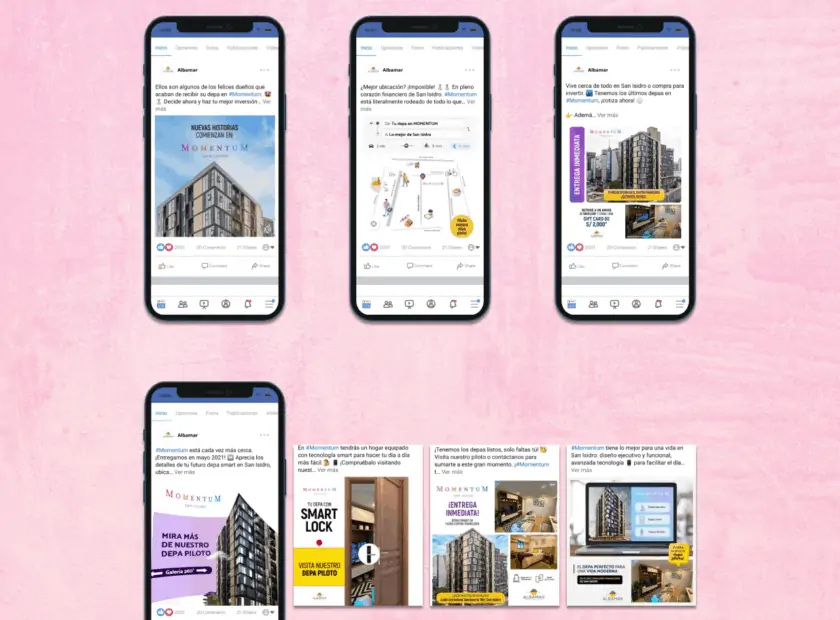 Inicio Opiniones Fotos Publicaciones Videos
Albamar
Ellos son algunos de los felices dueños que
acaban de recibir su depa en #Momentum
Decide ahora y haz tu mejor inversión... Ver
más
NUEVAS HISTORIAS
COMIENZAN EN
MOMENTUM
Like Comment Share
Inicio Opiniones Fotos Publicaciones Videos
Albamar
¿Mejor ubicación? ¡Imposible! En pleno
corazón financiero de San Isidro. #Momentum
está literalmente rodeado de todo lo que... Ver
más
De Tu depa en MOMENTUM
A Lo mejor de San Isidro
Like Comment Share
Inicio Opiniones Fotos Publicaciones Videos
Albamar
Vive cerca de todo en San isidro o compra para
invertir. Tenemos los últimos depas en
#Momentum, ¡cotiza ahora!
Ademá... Ver más
MOMENTUM
ENTREGA INMEDIATA
GIFT CARD DE
S/ 2,000*
Like Comment Share
Inicio Opiniones Fotos Publicaciones
Albamar
#Momentum está cada vez más cerca.
¡Entregamos en mayo 2021! Aprecia los
detalles de tu futuro depa smart en San Isidro,
ubica... Ver más
MOMENTUM
MIRA MÁS
DE NUESTRO
DEPA PILOTO
Galería 360°
En #Momentum tendrás un hogar equipado
con tecnología smart para hacer tu día a día
más fácil ¡Compruébalo visitando
nuest... Ver más
MOMENTUM
TU DEPA CON
SMART
LOCK
VISITA NUESTRO
DEPA PILOTO
¡Tenemos los depas listos, solo faltas tú!
Visita nuestro piloto o contáctanos para
sumarte a este gran momento. ¡#Momentum
t... Ver más
MOMENTUM
¡ENTREGA
INMEDIATA!
ALBAMAR
#Momentum tiene lo mejor para una vida en
San Isidro: diseño ejecutivo y funcional,
avanzada tecnología para facilitar el día...
Ver más
EL DEPA PERFECTO PARA
UNA VIDA MODERNA
ALBAMAR